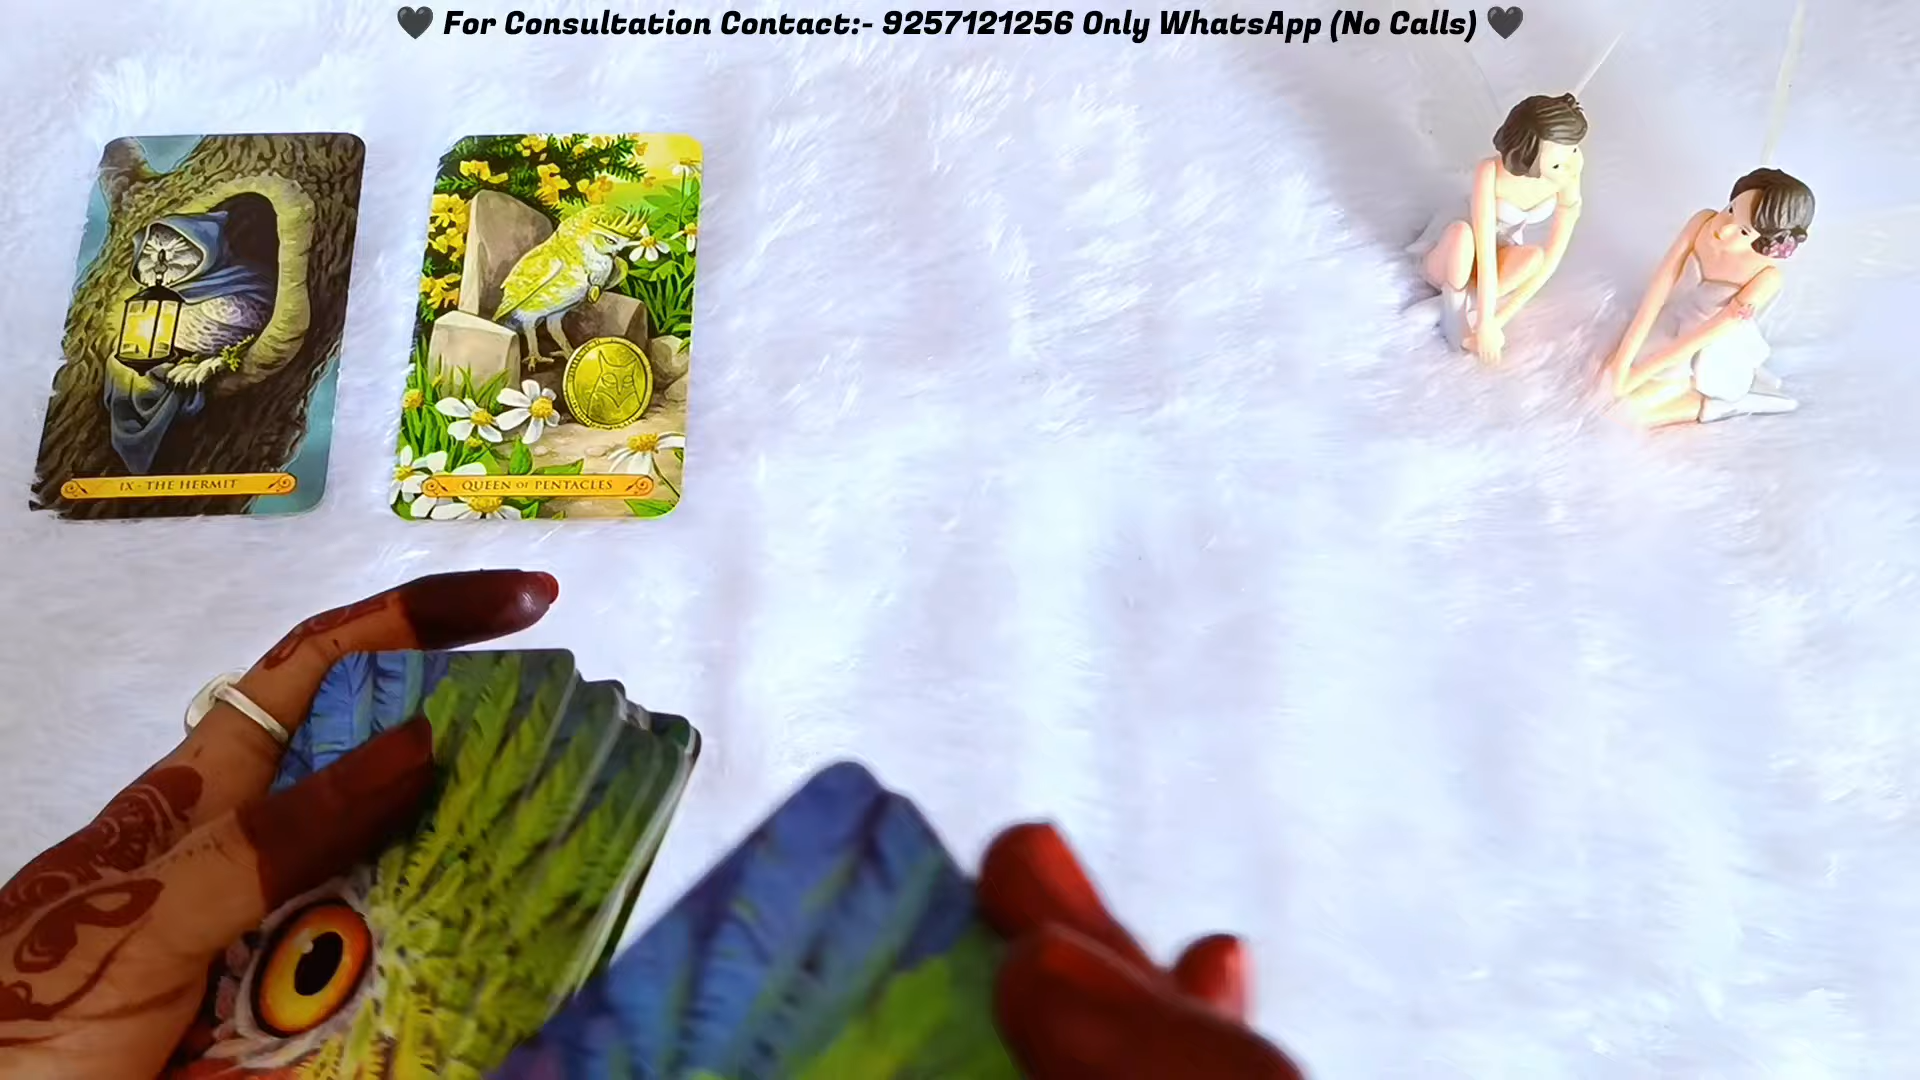 🖤 For Consultation Contact:- 9257121256 Only WhatsApp (No Calls) 🖤
IX - THE HERMIT
QUEEN OF PENTACLES